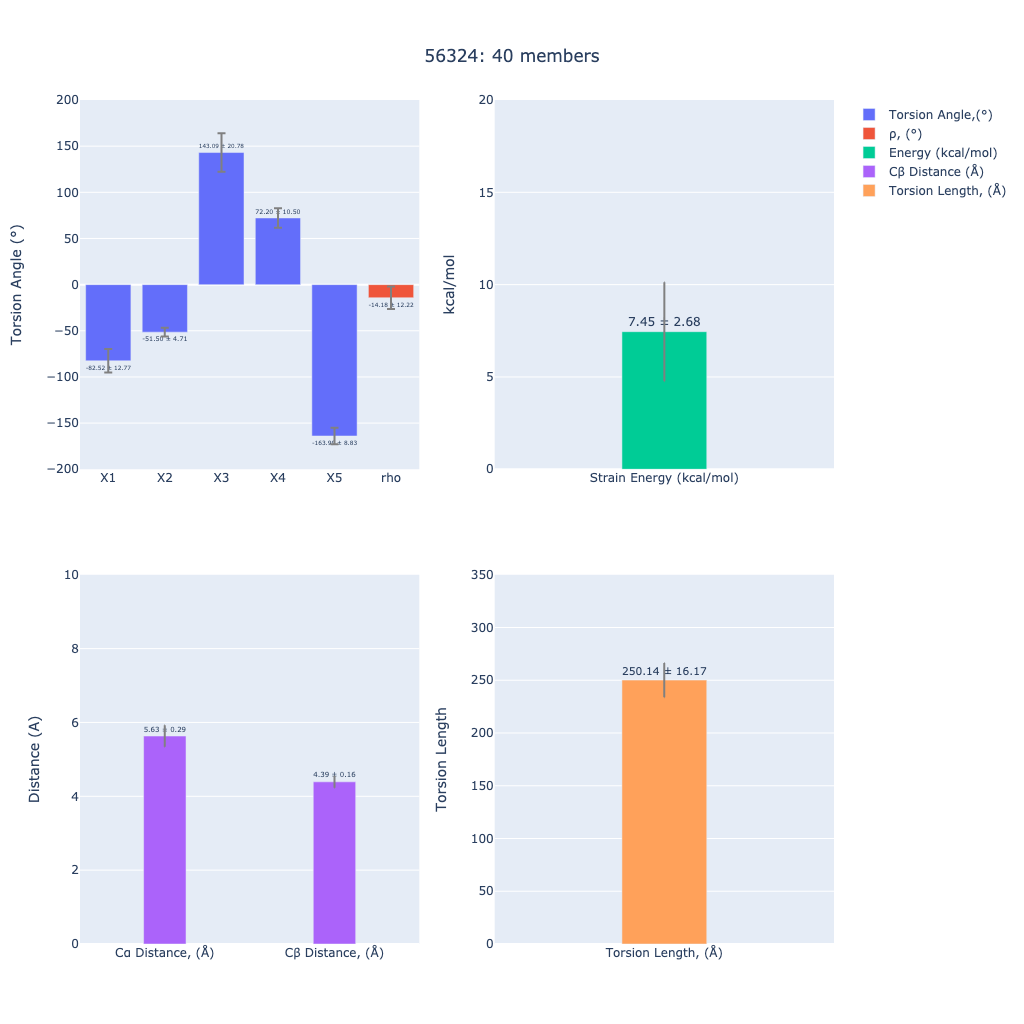 56324: 40 members
Torsion Angle (°)
200
150
100
50
0
−50
−100
−150
−200
-82.52 ± 12.77
-51.50 ± 4.71
143.09 ± 20.78
72.20 ± 10.50
-14.18 ± 12.22
X1 X2 X3 X4 X5 rho
kcal/mol
20
15
10
5
0
7.45 ± 2.68
Strain Energy (kcal/mol)
Torsion Angle,(°)
ρ, (°)
Energy (kcal/mol)
Cβ Distance (Å)
Torsion Length, (Å)
Distance (A)
10
8
6
4
2
0
5.63 ± 0.29
4.39 ± 0.16
Cα Distance, (Å) Cβ Distance, (Å)
Torsion Length
350
300
250
200
150
100
50
0
250.14 ± 16.17
Torsion Length, (Å)